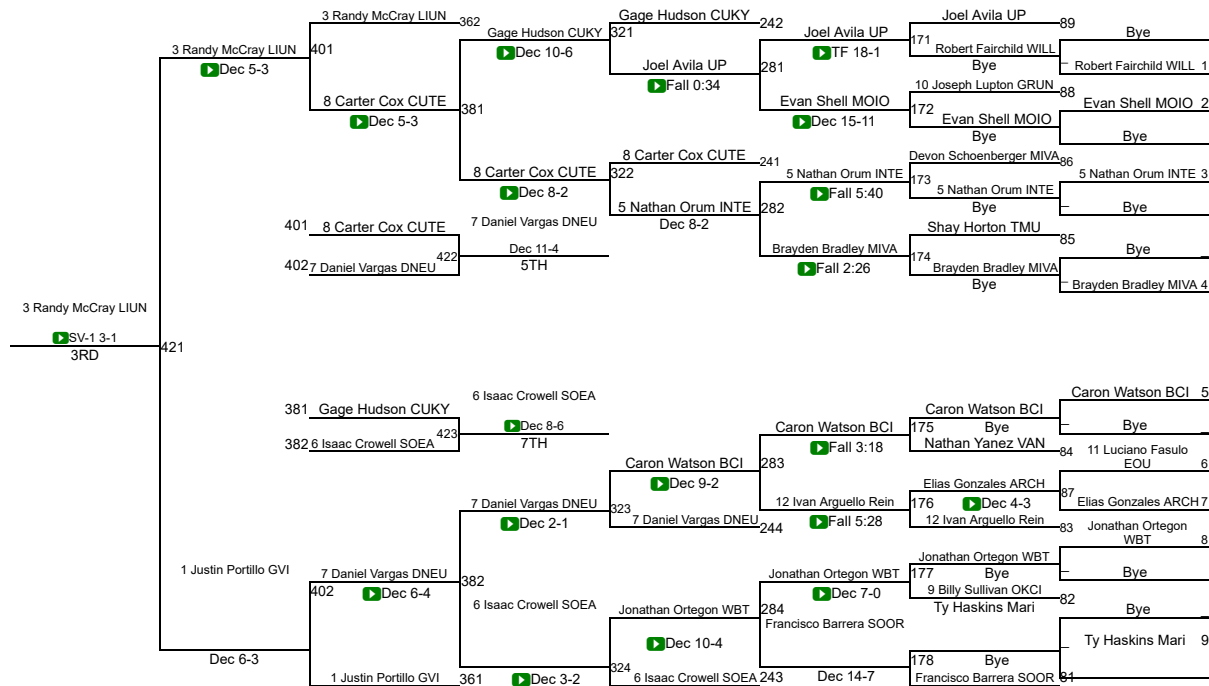 3 Randy McCray LIUN
362
Gage Hudson CUKY
242
Joel Avila UP
89
3 Randy McCray LIUN
401
Dec 5-3
Gage Hudson CUKY
321
Dec 10-6
Joel Avila UP
171
TF 18-1
Robert Fairchild WILL
Bye
Bye
Robert Fairchild WILL 1
Joel Avila UP
281
Fall 0:34
8 Carter Cox CUTE
381
Dec 5-3
Evan Shell MOIO
172
Dec 15-11
10 Joseph Lupton GRUN
88
Evan Shell MOIO
Bye
Evan Shell MOIO 2
Bye
8 Carter Cox CUTE
241
8 Carter Cox CUTE
322
Dec 8-2
5 Nathan Orum INTE
173
Fall 5:40
Devon Schoenberger MIVA
86
5 Nathan Orum INTE
Bye
5 Nathan Orum INTE 3
Bye
5 Nathan Orum INTE
282
Dec 8-2
401 8 Carter Cox CUTE
7 Daniel Vargas DNEU
422
Dec 11-4
5TH
402 7 Daniel Vargas DNEU
Brayden Bradley MIVA
174
Fall 2:26
Shay Horton TMU
85
Brayden Bradley MIVA
Bye
Bye
Brayden Bradley MIVA 4
3 Randy McCray LIUN
SV-1 3-1
3RD
421
381 Gage Hudson CUKY
6 Isaac Crowell SOEA
423
Dec 8-6
7TH
382 6 Isaac Crowell SOEA
Caron Watson BCI 5
Caron Watson BCI
Bye
Caron Watson BCI
175
Fall 3:18
Nathan Yanez VAN
84
Caron Watson BCI
283
Dec 9-2
11 Luciano Fasulo
EOU
6
Elias Gonzales ARCH
87
Dec 4-3
Elias Gonzales ARCH 7
12 Ivan Arguello Rein
176
Fall 5:28
12 Ivan Arguello Rein
83
7 Daniel Vargas DNEU
323
Dec 2-1
7 Daniel Vargas DNEU
244
Jonathan Ortegon
WBT
8
Jonathan Ortegon WBT
Bye
Bye
1 Justin Portillo GVI
402
7 Daniel Vargas DNEU
382
Dec 6-4
Jonathan Ortegon WBT
177
Dec 7-0
9 Billy Sullivan OKCI
82
6 Isaac Crowell SOEA
Jonathan Ortegon WBT
284
Dec 10-4
Francisco Barrera SOOR
Ty Haskins Mari
Bye
Bye
Ty Haskins Mari 9
Dec 6-3
1 Justin Portillo GVI
361
Dec 3-2
324
6 Isaac Crowell SOEA
243
Dec 14-7
178
Francisco Barrera SOOR
81